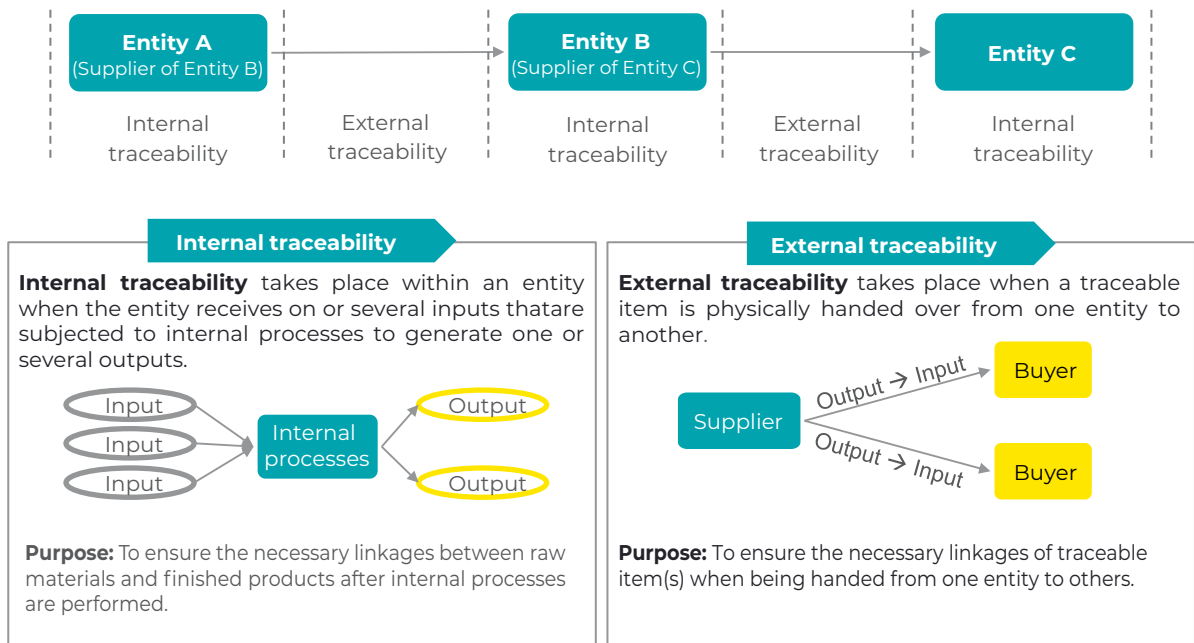 Entity A
(Supplier of Entity B)
Entity B
(Supplier of Entity C)
Entity C
Internal
traceability
External
traceability
Internal
traceability
External
traceability
Internal
traceability
Internal traceability
Internal traceability takes place within an entity
when the entity receives on or several inputs thatare
subjected to internal processes to generate one or
several outputs.
Input
Input
Input
Internal
processes
Output
Output
Purpose: To ensure the necessary linkages between raw
materials and finished products after internal processes
are performed.
External traceability
External traceability takes place when a traceable
item is physically handed over from one entity to
another.
Supplier
Output → Input
Output → Input
Buyer
Buyer
Purpose: To ensure the necessary linkages of traceable
item(s) when being handed from one entity to others.